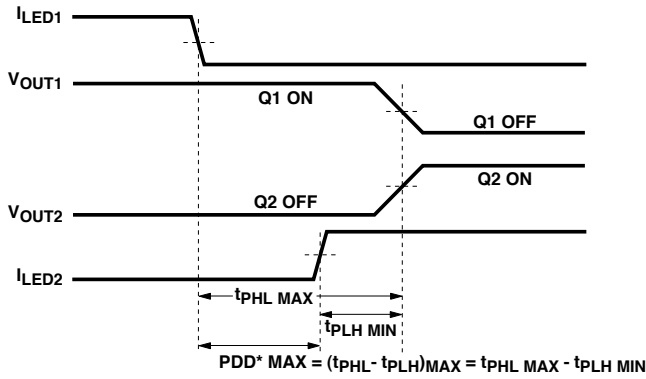 ILED1
VOUT1
Q1 ON
Q1 OFF
Q2 ON
Q2 OFF
VOUT2
ILED2
tPHL MAX
tPLH MIN
PDD* MAX = (tPHL- tPLH)MAX = tPHL MAX - tPLH MIN